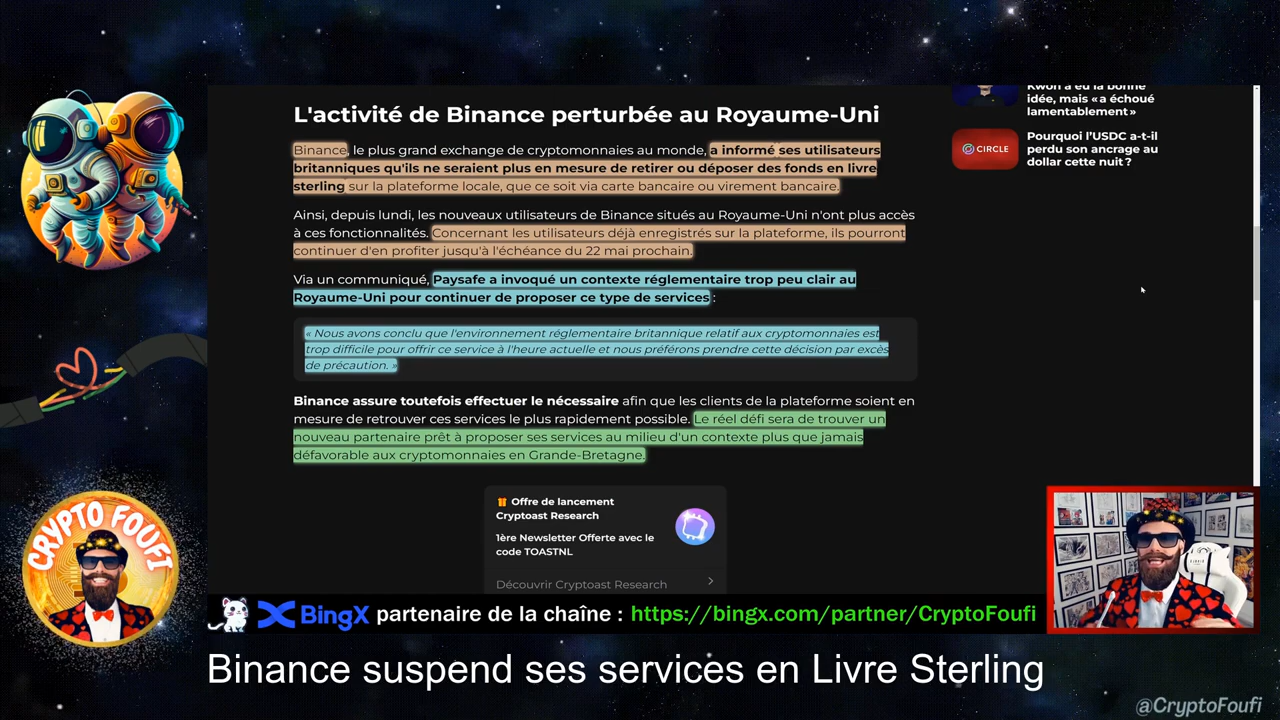 L'activité de Binance perturbée au Royaume-Uni
Binance, le plus grand exchange de cryptomonnaies au monde, a informé ses utilisateurs
britanniques qu'ils ne seraient plus en mesure de retirer ou déposer des fonds en livre
sterling sur la plateforme locale, que ce soit via carte bancaire ou virement bancaire.
Ainsi, depuis lundi, les nouveaux utilisateurs de Binance situés au Royaume-Uni n'ont plus accès
à ces fonctionnalités. Concernant les utilisateurs déjà enregistrés sur la plateforme, ils pourront
continuer d'en profiter jusqu'à l'échéance du 22 mai prochain.
Via un communiqué, Paysafe a invoqué un contexte réglementaire trop peu clair au
Royaume-Uni pour continuer de proposer ce type de services :
« Nous avons conclu que l'environnement réglementaire britannique relatif aux cryptomonnaies est
trop difficile pour offrir ce service à l'heure actuelle et nous préférons prendre cette décision par excès
de précaution. »
Binance assure toutefois effectuer le nécessaire afin que les clients de la plateforme soient en
mesure de retrouver ces services le plus rapidement possible. Le réel défi sera de trouver un
nouveau partenaire prêt à proposer ses services au milieu d'un contexte plus que jamais
défavorable aux cryptomonnaies en Grande-Bretagne.
Offre de lancement
Cryptoast Research
1ère Newsletter Offerte avec le
code TOASTNL
Découvrir Cryptoast Research
Kwon a eu la bonne
idée, mais « a échoué
lamentablement »
CIRCLE
Pourquoi l'USDC a-t-il
perdu son ancrage au
dollar cette nuit ?
CRYPTO FOUFI
BingX partenaire de la chaîne : https://bingx.com/partner/CryptoFoufi
Binance suspend ses services en Livre Sterling
@CryptoFoufi